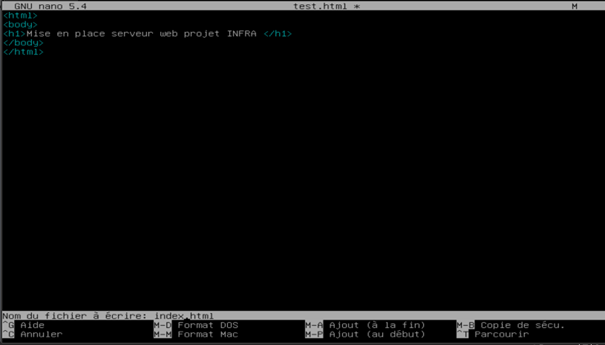 GNU nano 5.4 test.html * M
<html>
<body>
<h1>Mise en place serveur web projet INFRA </h1>
</body>
</html>
Nom du fichier à écrire: index.html
^G Aide M-D Format DOS M-A Ajout (à la fin) M-B Copie de sécu.
^C Annuler M-M Format Mac M-P Ajout (au début) ^T Parcourir